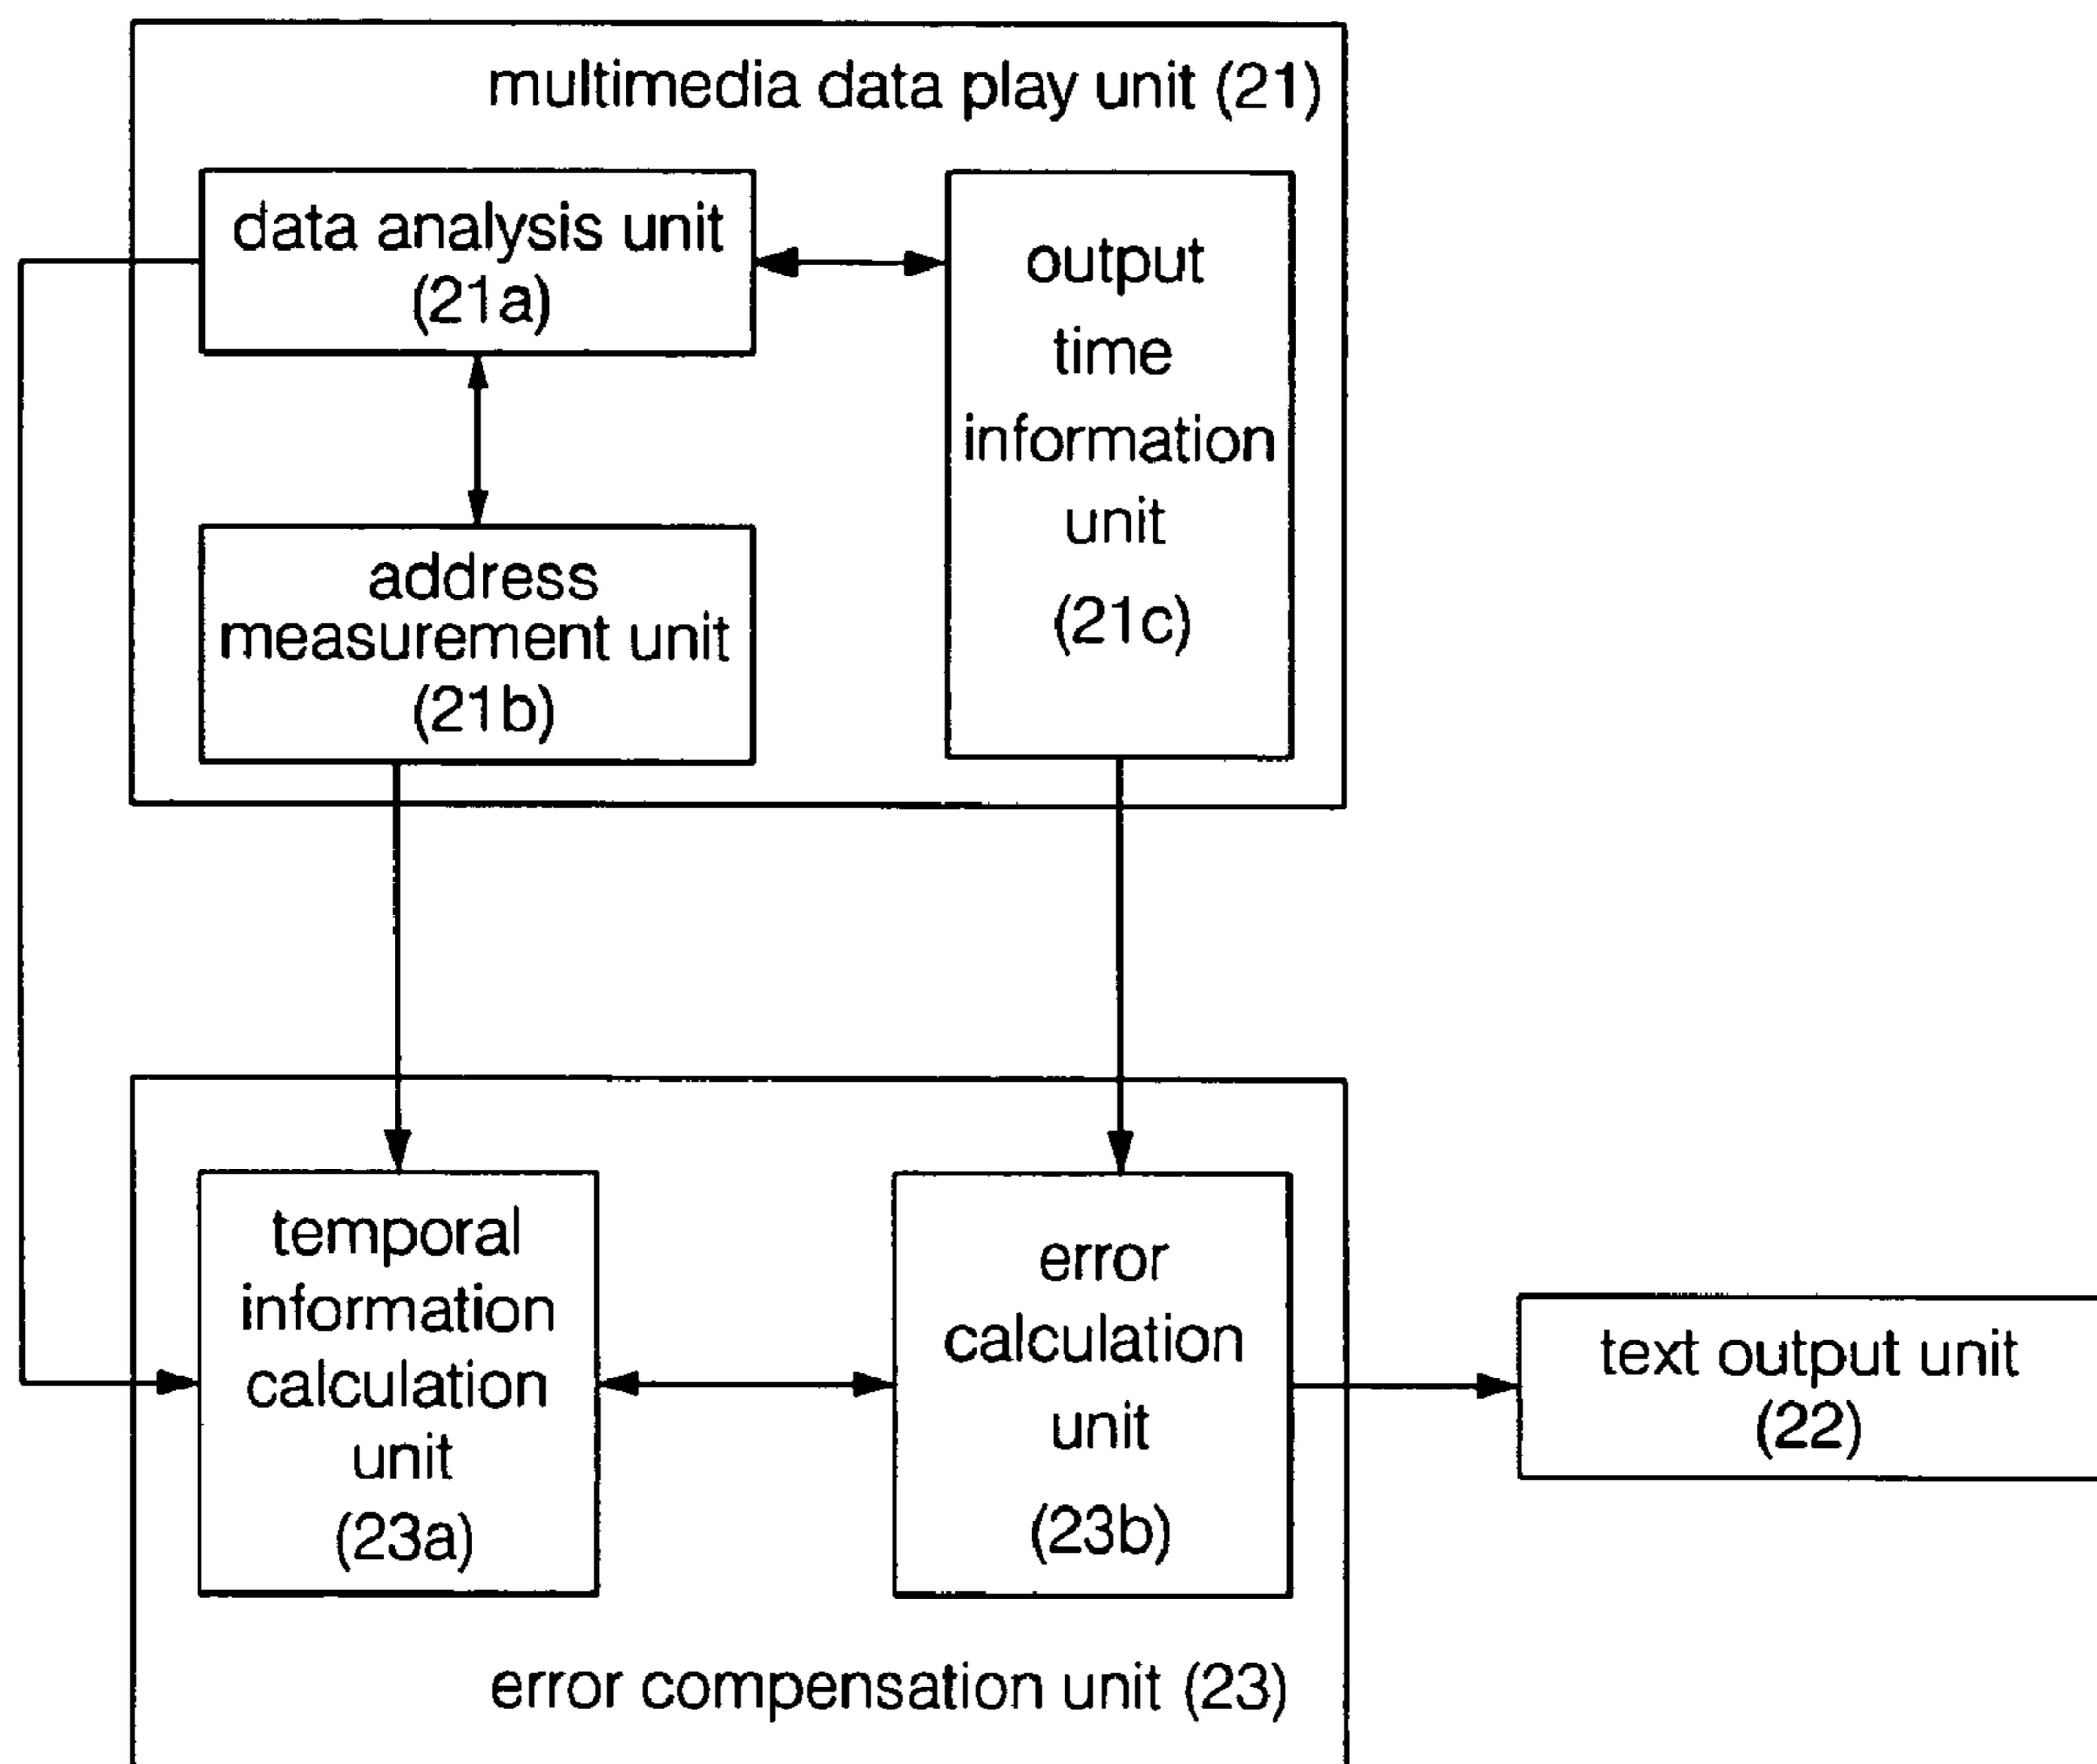 multimedia data play unit (21)
data analysis unit
(21a)
output
time
information
unit
(21c)
address
measurement unit
(21b)
temporal
information
calculation
unit
(23a)
error
calculation
unit
(23b)
text output unit
(22)
error compensation unit (23)